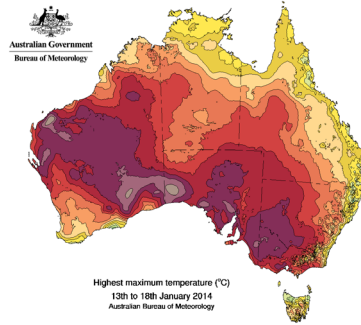 Australian Government
Bureau of Meteorology
Highest maximum temperature (°C)
13th to 18th January 2014
Australian Bureau of Meteorology